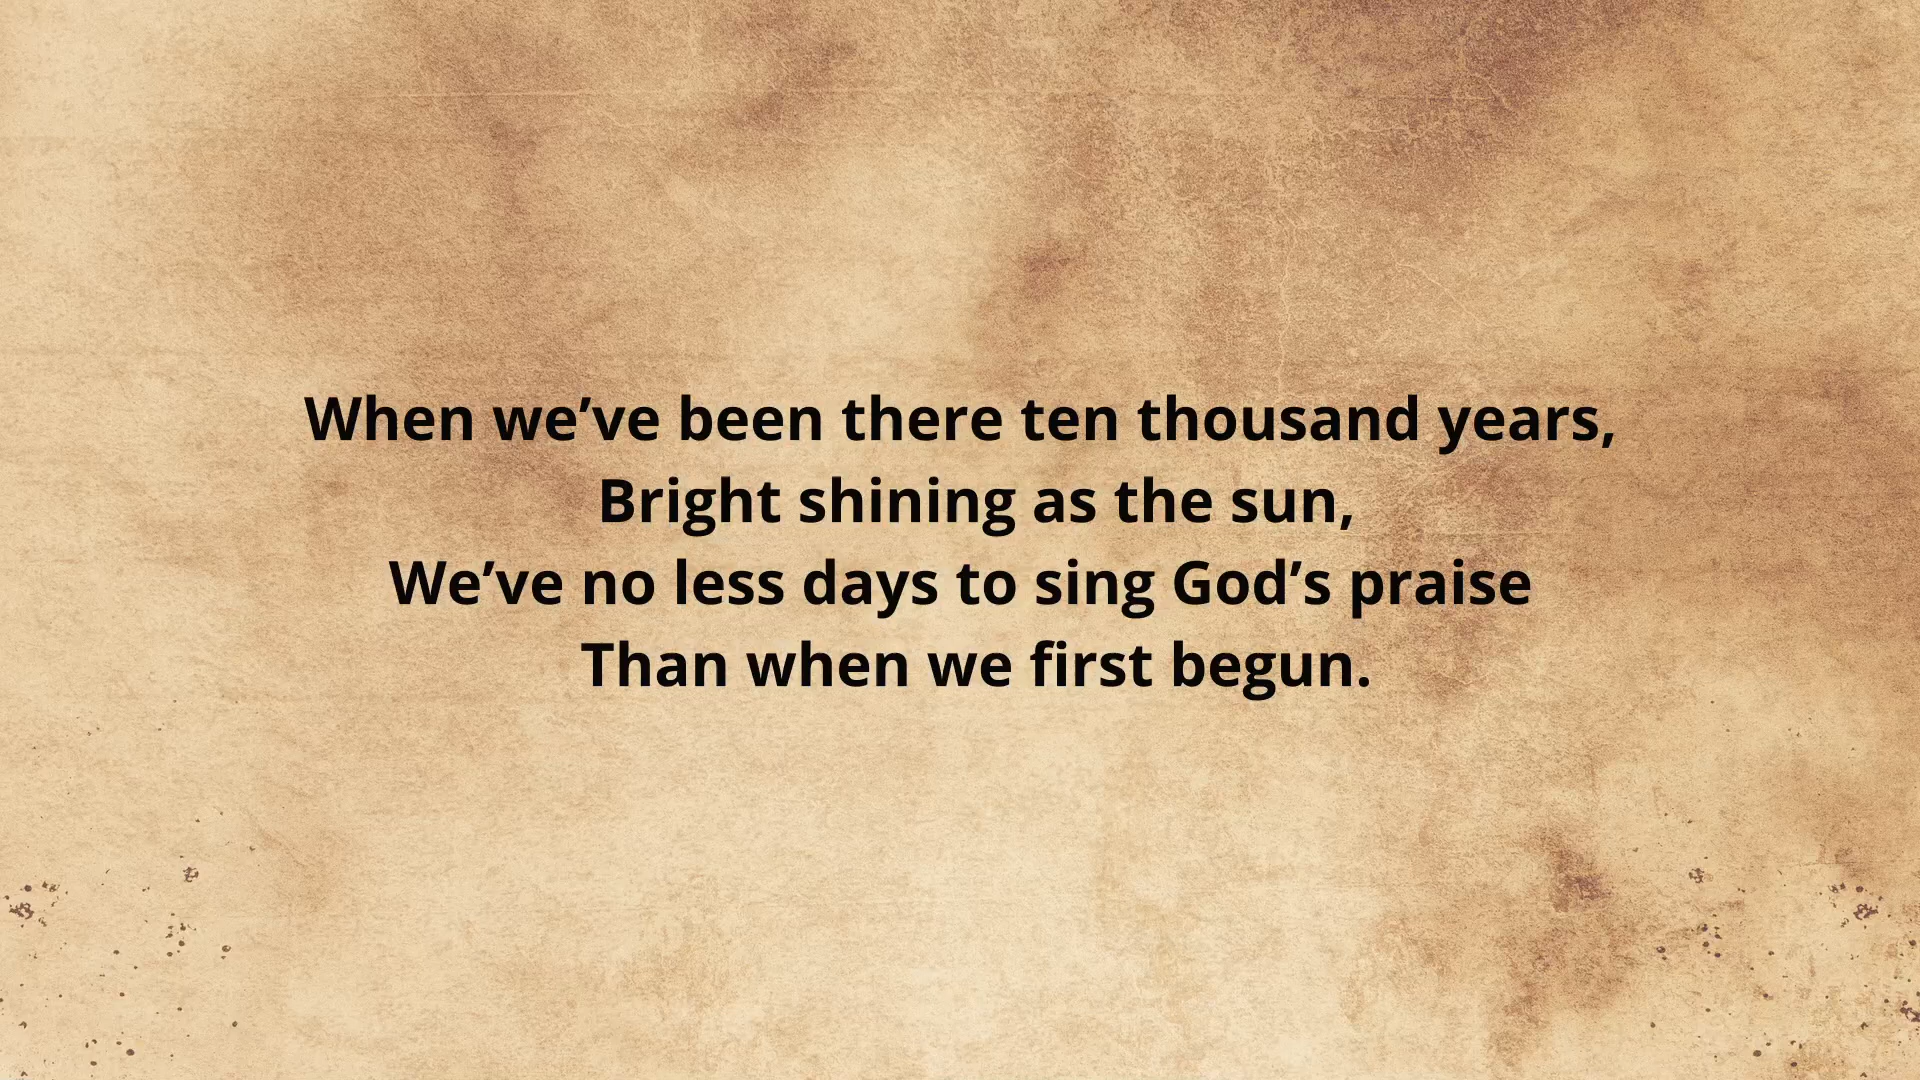 When we’ve been there ten thousand years,
Bright shining as the sun,
We’ve no less days to sing God’s praise
Than when we first begun.